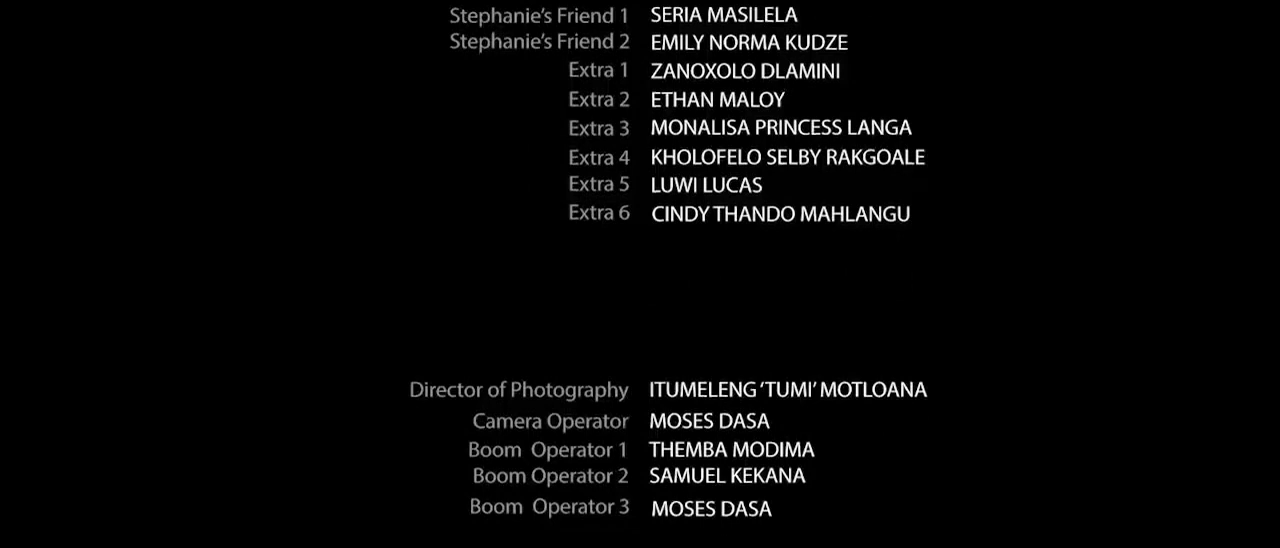 Stephanie's Friend 1 SERIA MASILELA
Stephanie's Friend 2 EMILY NORMA KUDZE
Extra 1 ZANOXOLO DLAMINI
Extra 2 ETHAN MALOY
Extra 3 MONALISA PRINCESS LANGA
Extra 4 KHOLOFELO SELBY RAKGOALE
Extra 5 LUWI LUCAS
Extra 6 CINDY THANDO MAHLANGU
Director of Photography ITUMELENG 'TUMI' MOTLOANA
Camera Operator MOSES DASA
Boom Operator 1 THEMBA MODIMA
Boom Operator 2 SAMUEL KEKANA
Boom Operator 3 MOSES DASA